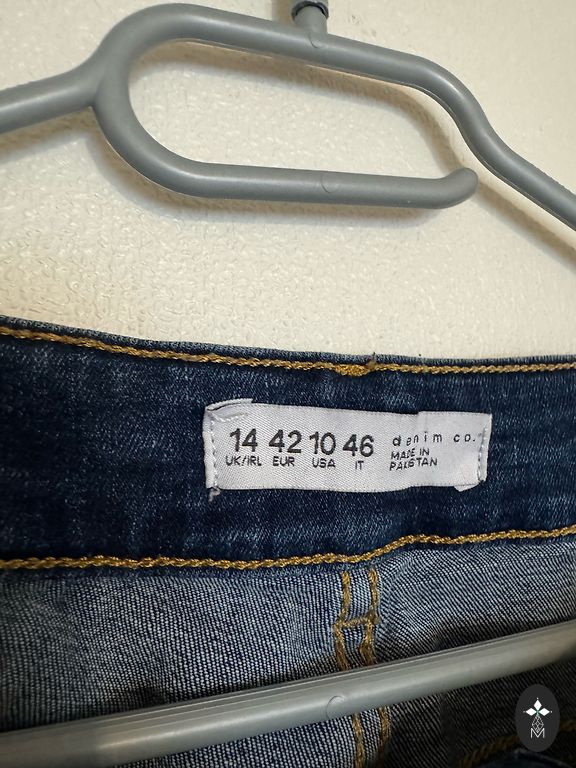 14 42 10 46
UK/IRL EUR USA IT
denim co.
MADE IN
PAKISTAN